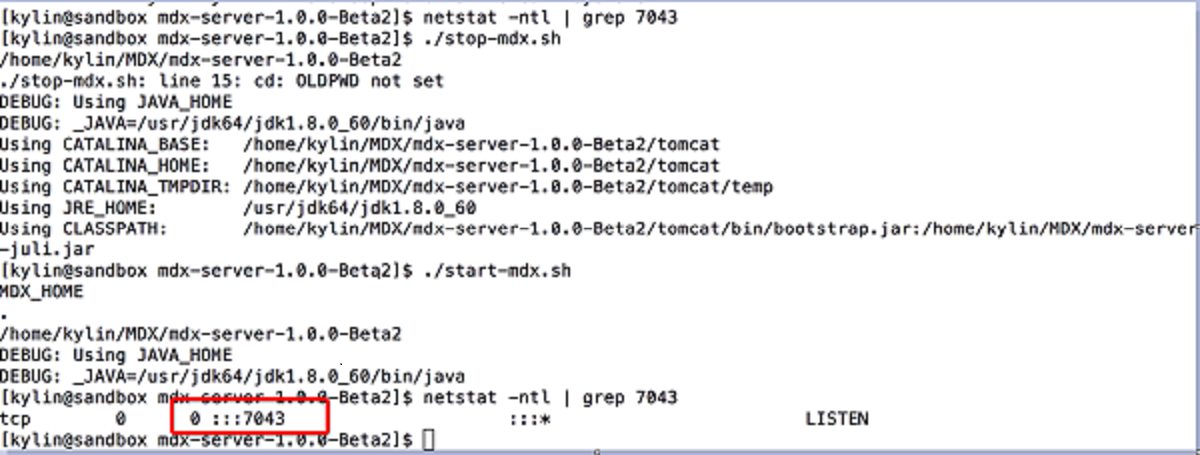 [kylin@sandbox mdx-server-1.0.0-Beta2]$ netstat -ntl | grep 7043
[kylin@sandbox mdx-server-1.0.0-Beta2]$ ./stop-mdx.sh
/home/kylin/MDX/mdx-server-1.0.0-Beta2
./stop-mdx.sh: line 15: cd: OLDPWD not set
DEBUG: Using JAVA_HOME
DEBUG: _JAVA=/usr/jdk64/jdk1.8.0_60/bin/java
Using CATALINA_BASE:   /home/kylin/MDX/mdx-server-1.0.0-Beta2/tomcat
Using CATALINA_HOME:   /home/kylin/MDX/mdx-server-1.0.0-Beta2/tomcat
Using CATALINA_TMPDIR: /home/kylin/MDX/mdx-server-1.0.0-Beta2/tomcat/temp
Using JRE_HOME:        /usr/jdk64/jdk1.8.0_60
Using CLASSPATH:       /home/kylin/MDX/mdx-server-1.0.0-Beta2/tomcat/bin/bootstrap.jar:/home/kylin/MDX/mdx-server
-juli.jar
[kylin@sandbox mdx-server-1.0.0-Beta2]$ ./start-mdx.sh
MDX_HOME
.
/home/kylin/MDX/mdx-server-1.0.0-Beta2
DEBUG: Using JAVA_HOME
DEBUG: _JAVA=/usr/jdk64/jdk1.8.0_60/bin/java
[kylin@sandbox mdx-server-1.0.0-Beta2]$ netstat -ntl | grep 7043
tcp        0      0 :::7043                     :::*                        LISTEN
[kylin@sandbox mdx-server-1.0.0-Beta2]$